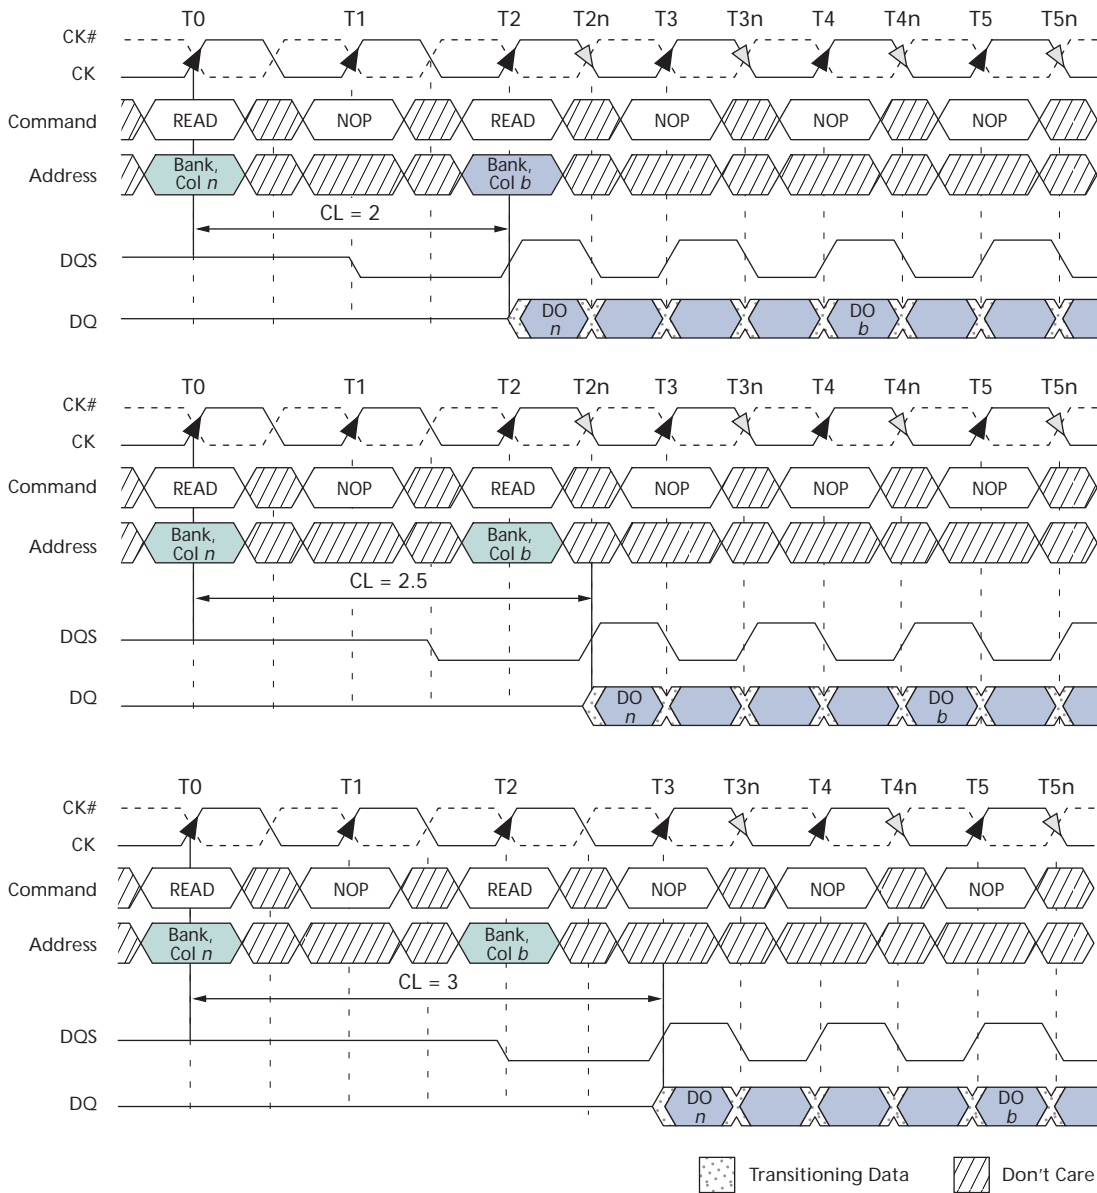 T0 T1 T2 T2n T3 T3n T4 T4n T5 T5n
CK#
CK
Command READ NOP READ NOP NOP NOP
Address Bank, Col n Bank, Col b
CL = 2
DQS
DQ DO n DO b
T0 T1 T2 T2n T3 T3n T4 T4n T5 T5n
CK#
CK
Command READ NOP READ NOP NOP NOP
Address Bank, Col n Bank, Col b
CL = 2.5
DQS
DQ DO n DO b
T0 T1 T2 T3 T3n T4 T4n T5 T5n
CK#
CK
Command READ NOP READ NOP NOP NOP
Address Bank, Col n Bank, Col b
CL = 3
DQS
DQ DO n DO b
Transitioning Data Don't Care